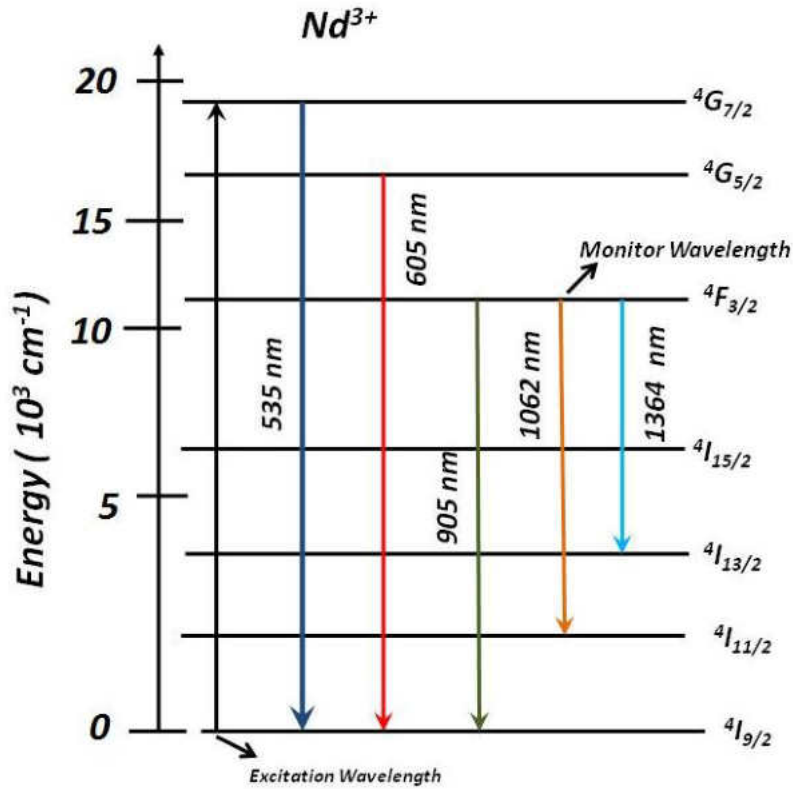 Nd³⁺
20
⁴G₇/₂
⁴G₅/₂
15
605 nm
Monitor Wavelength
⁴F₃/₂
10
535 nm
1062 nm
1364 nm
Energy ( 10³ cm⁻¹)
⁴I₁₅/₂
905 nm
5
⁴I₁₃/₂
⁴I₁₁/₂
0
⁴I₉/₂
Excitation Wavelength